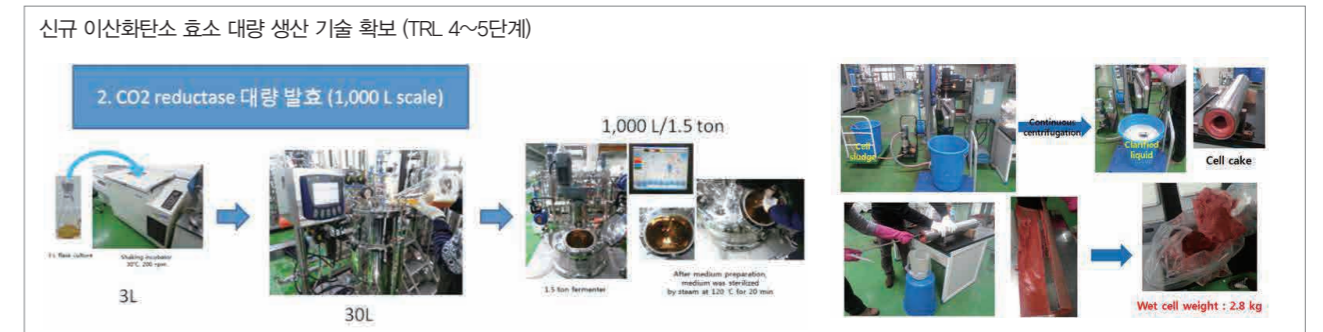 신규 이산화탄소 효소 대량 생산 기술 확보 (TRL 4~5단계)
2. CO2 reductase 대량 발효 (1,000 L scale)
flask culture
Shaking incubator
30℃, 200 rpm
3L
30L
1,000 L/1.5 ton
1.5 ton fermenter
After medium preparation,
medium was sterilized
by steam at 120 ℃ for 20 min
Cell
sludge
Continuous
centrifugation
Clarified
liquid
Cell cake
Wet cell weight : 2.8 kg